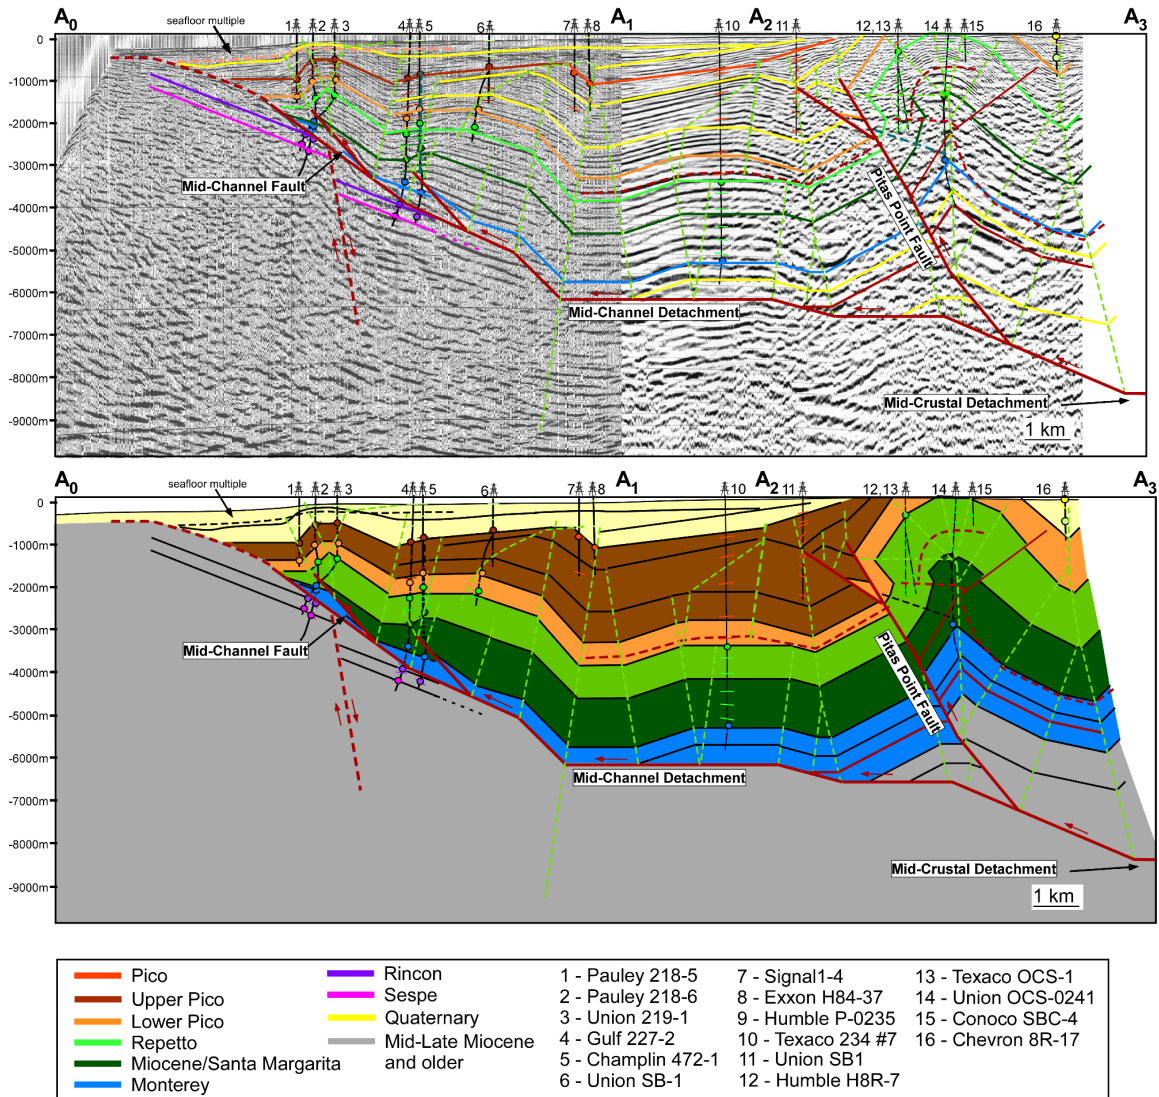 A0 A1 A2 A3
seafloor multiple
1 2 3 4 5 6 7 8 10 11 12, 13 14 15 16
0
-1000m
-2000m
-3000m
-4000m
-5000m
-6000m
-7000m
-8000m
-9000m
Mid-Channel Fault
Pitas Point Fault
Mid-Channel Detachment
Mid-Crustal Detachment
1 km
A0 A1 A2 A3
seafloor multiple
1 2 3 4 5 6 7 8 10 11 12,13 14 15 16
0
-1000m
-2000m
-3000m
-4000m
-5000m
-6000m
-7000m
-8000m
-9000m
Mid-Channel Fault
Pitas Point Fault
Mid-Channel Detachment
Mid-Crustal Detachment
1 km
Pico
Upper Pico
Lower Pico
Repetto
Miocene/Santa Margarita
Monterey
Rincon
Sespe
Quaternary
Mid-Late Miocene
and older
1 - Pauley 218-5
2 - Pauley 218-6
3 - Union 219-1
4 - Gulf 227-2
5 - Champlin 472-1
6 - Union SB-1
7 - Signal1-4
8 - Exxon H84-37
9 - Humble P-0235
10 - Texaco 234 #7
11 - Union SB1
12 - Humble H8R-7
13 - Texaco OCS-1
14 - Union OCS-0241
15 - Conoco SBC-4
16 - Chevron 8R-17